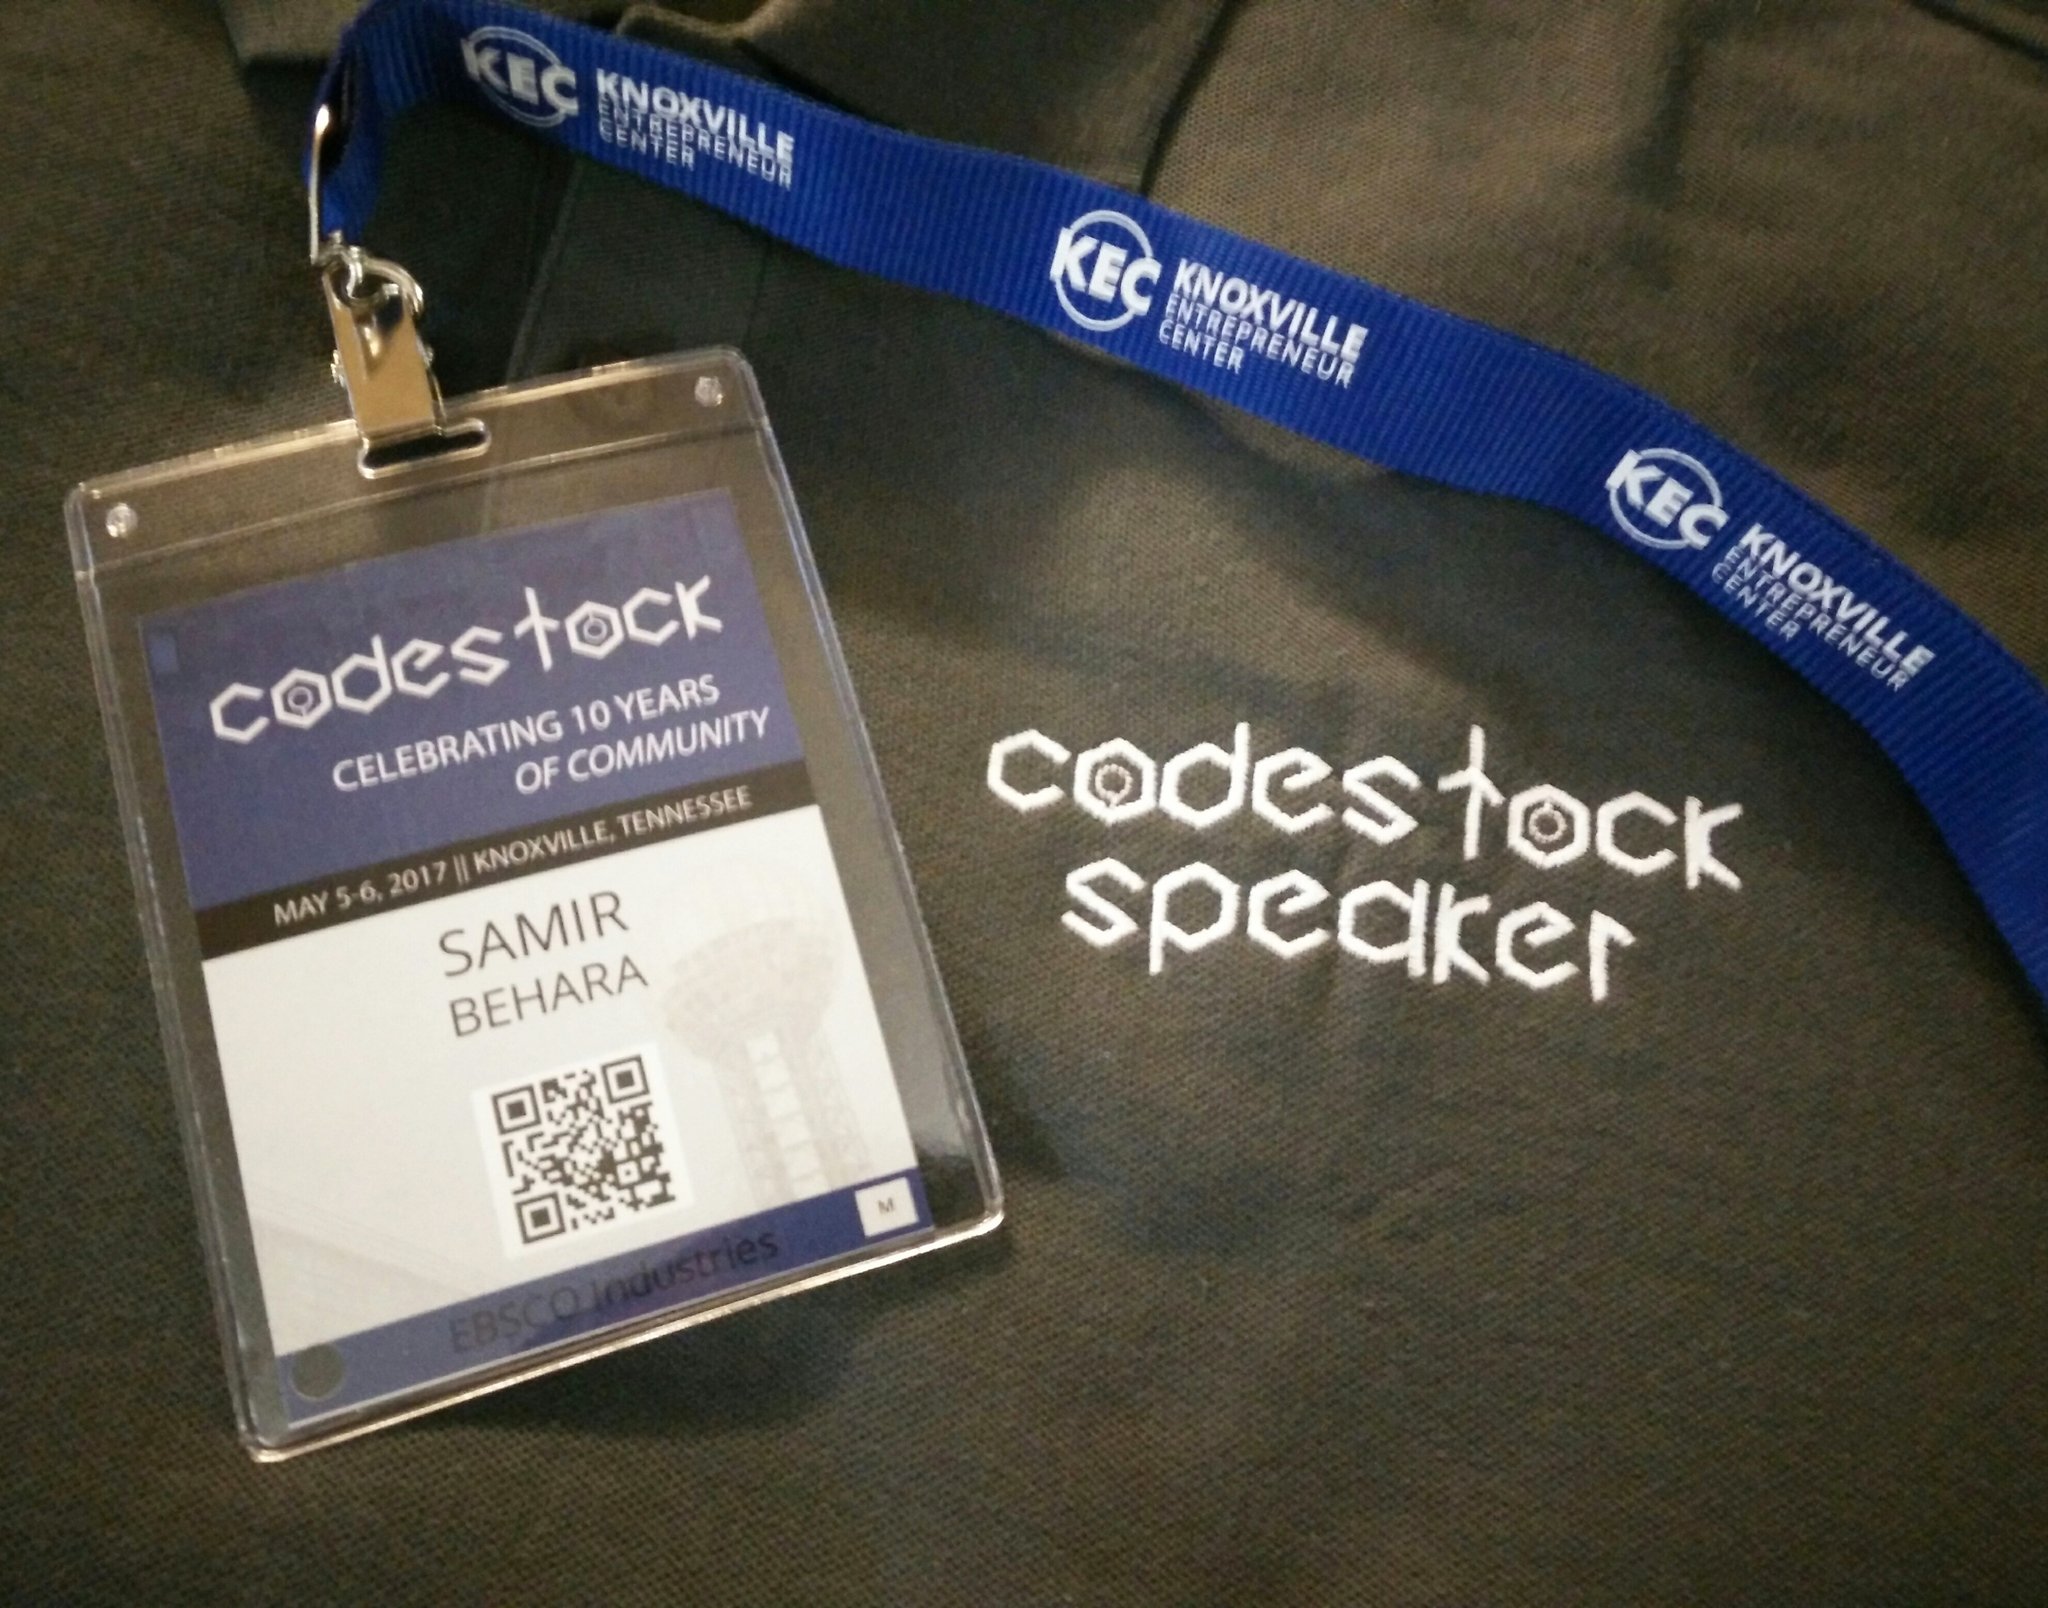 KEC
KNOXVILLE
ENTREPRENEUR
CENTER
KEC
KNOXVILLE
ENTREPRENEUR
CENTER
KEC
KNOXVILLE
ENTREPRENEUR
CENTER
codestock
CELEBRATING 10 YEARS
OF COMMUNITY
MAY 5-6, 2017 || KNOXVILLE, TENNESSEE
SAMIR
BEHARA
M
EBSCO Industries
codestock
speaker